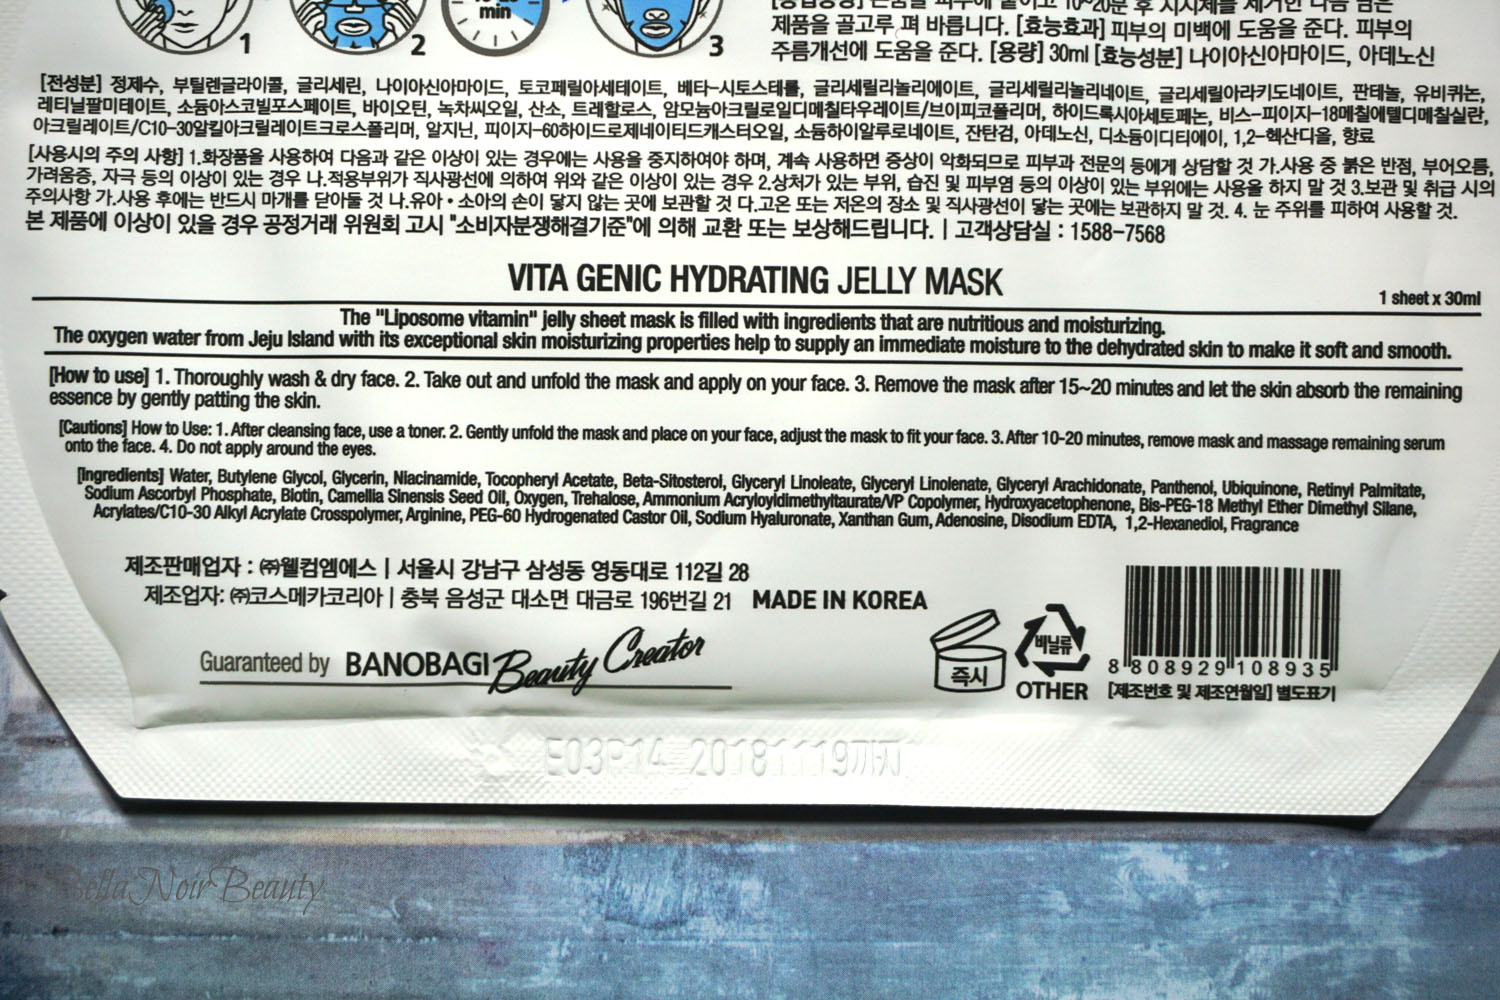 1
2
min
3
제품을 골고루 펴 바릅니다. [효능효과] 피부의 미백에 도움을 준다. 피부의
주름개선에 도움을 준다. [용량] 30ml [효능성분] 나이아신아마이드, 아데노신
[전성분] 정제수, 부틸렌글라이콜, 글리세린, 나이아신아마이드, 토코페릴아세테이트, 베타-시토스테롤, 글리세릴리놀리에이트, 글리세릴리놀리네이트, 글리세릴아라키도네이트, 판테놀, 유비퀴논,
레티닐팔미테이트, 소듐아스코빌포스페이트, 바이오틴, 녹차씨오일, 산소, 트레할로스, 암모늄아크릴로일디메칠타우레이트/브이피코폴리머, 하이드록시아세토페논, 비스-피이지-18메칠에텔디메칠실란,
아크릴레이트/C10-30알킬아크릴레이트크로스폴리머, 알지닌, 피이지-60하이드로제네이티드캐스터오일, 소듐하이알루로네이트, 잔탄검, 아데노신, 디소듐이디티에이, 1,2-헥산디올, 향료
[사용시의 주의 사항] 1.화장품을 사용하여 다음과 같은 이상이 있는 경우에는 사용을 중지하여야 하며, 계속 사용하면 증상이 악화되므로 피부과 전문의 등에게 상담할 것 가.사용 중 붉은 반점, 부어오름,
가려움증, 자극 등의 이상이 있는 경우 나.적용부위가 직사광선에 의하여 위와 같은 이상이 있는 경우 2.상처가 있는 부위, 습진 및 피부염 등의 이상이 있는 부위에는 사용을 하지 말 것 3.보관 및 취급 시의
주의사항 가.사용 후에는 반드시 마개를 닫아둘 것 나.유아 • 소아의 손이 닿지 않는 곳에 보관할 것 다.고온 또는 저온의 장소 및 직사광선이 닿는 곳에는 보관하지 말 것. 4. 눈 주위를 피하여 사용할 것.
본 제품에 이상이 있을 경우 공정거래 위원회 고시 "소비자분쟁해결기준"에 의해 교환 또는 보상해드립니다. | 고객상담실 : 1588-7568
VITA GENIC HYDRATING JELLY MASK
1 sheet x 30ml
The "Liposome vitamin" jelly sheet mask is filled with ingredients that are nutritious and moisturizing.
The oxygen water from Jeju Island with its exceptional skin moisturizing properties help to supply an immediate moisture to the dehydrated skin to make it soft and smooth.
[How to use] 1. Thoroughly wash & dry face. 2. Take out and unfold the mask and apply on your face. 3. Remove the mask after 15~20 minutes and let the skin absorb the remaining
essence by gently patting the skin.
[Cautions] How to Use: 1. After cleansing face, use a toner. 2. Gently unfold the mask and place on your face, adjust the mask to fit your face. 3. After 10-20 minutes, remove mask and massage remaining serum
onto the face. 4. Do not apply around the eyes.
[Ingredients] Water, Butylene Glycol, Glycerin, Niacinamide, Tocopheryl Acetate, Beta-Sitosterol, Glyceryl Linoleate, Glyceryl Linolenate, Glyceryl Arachidonate, Panthenol, Ubiquinone, Retinyl Palmitate,
Sodium Ascorbyl Phosphate, Biotin, Camellia Sinensis Seed Oil, Oxygen, Trehalose, Ammonium Acryloyldimethyltaurate/VP Copolymer, Hydroxyacetophenone, Bis-PEG-18 Methyl Ether Dimethyl Silane,
Acrylates/C10-30 Alkyl Acrylate Crosspolymer, Arginine, PEG-60 Hydrogenated Castor Oil, Sodium Hyaluronate, Xanthan Gum, Adenosine, Disodium EDTA, 1,2-Hexanediol, Fragrance
제조판매업자 : ㈜웰컴엠에스 | 서울시 강남구 삼성동 영동대로 112길 28
제조업자: ㈜코스메카코리아 | 충북 음성군 대소면 대금로 196번길 21 MADE IN KOREA
Guaranteed by BANOBAGI Beauty Creator
즉시
비닐류
OTHER
8 808929 108935
[제조번호 및 제조연월일] 별도표기
E03P14 20181119까지
BellaNoirBeauty